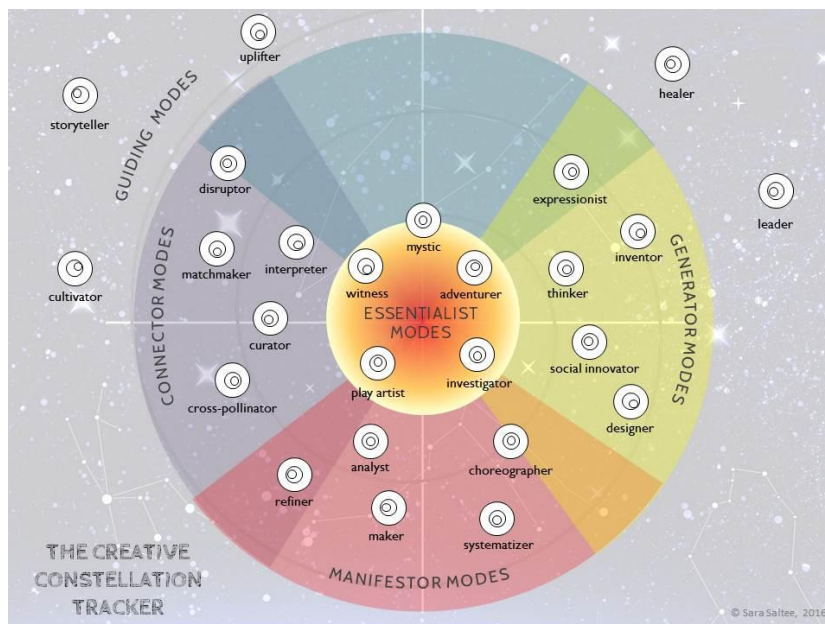 uplifter
storyteller
healer
GUIDING MODES
disruptor
expressionist
leader
mystic
matchmaker
interpreter
inventor
witness
adventurer
thinker
cultivator
CONNECTOR MODES
GENERATOR MODES
ESSENTIALIST
MODES
curator
social innovator
play artist
investigator
cross-pollinator
designer
analyst
choreographer
refiner
maker
systematizer
MANIFESTOR MODES
THE CREATIVE
CONSTELLATION
TRACKER
© Sara Saltee, 2016